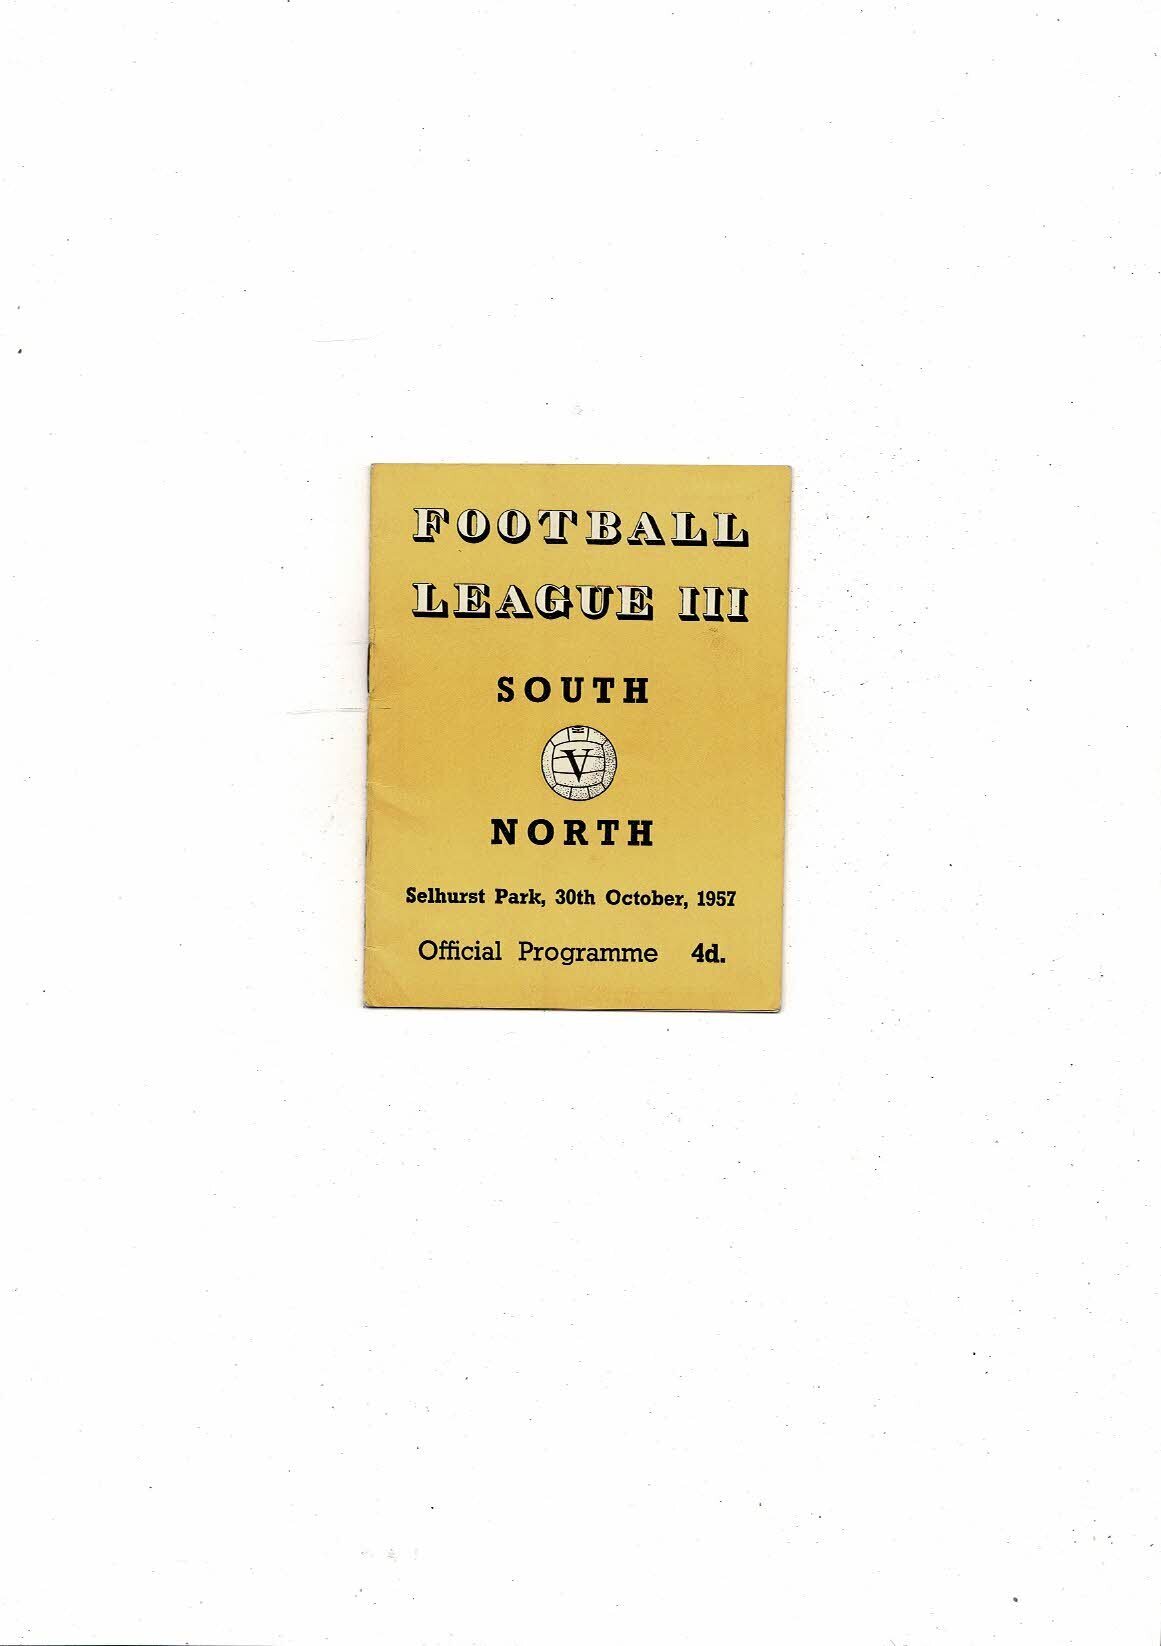 FOOTBALL
LEAGUE III
SOUTH
V
NORTH
Selhurst Park, 30th October, 1957
Official Programme 4d.